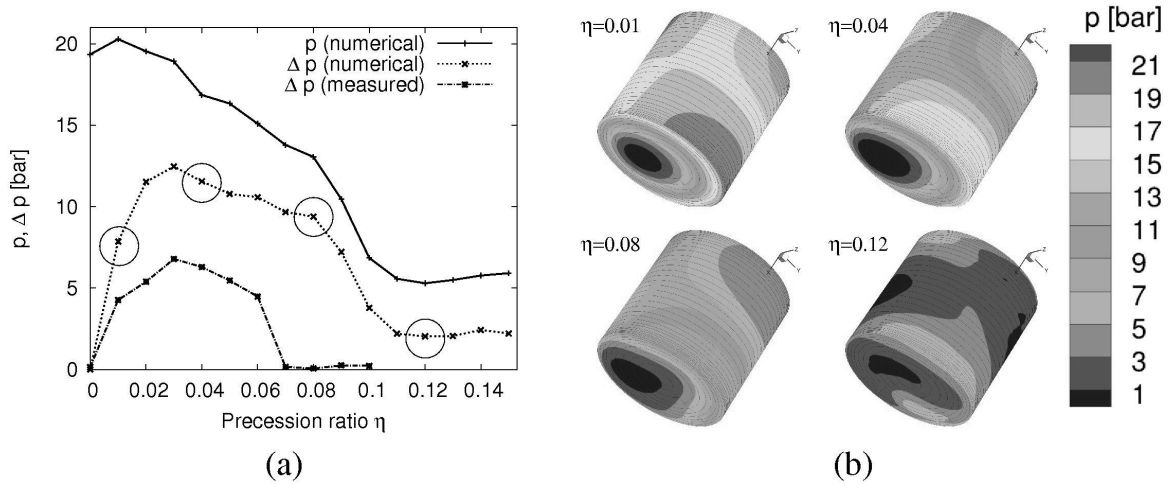 p (numerical)
Δ p (numerical)
Δ p (measured)
20
15
10
5
0
p, Δ p [bar]
0 0.02 0.04 0.06 0.08 0.1 0.12 0.14
Precession ratio η
(a)
η=0.01
η=0.04
η=0.08
η=0.12
(b)
p [bar]
21
19
17
15
13
11
9
7
5
3
1